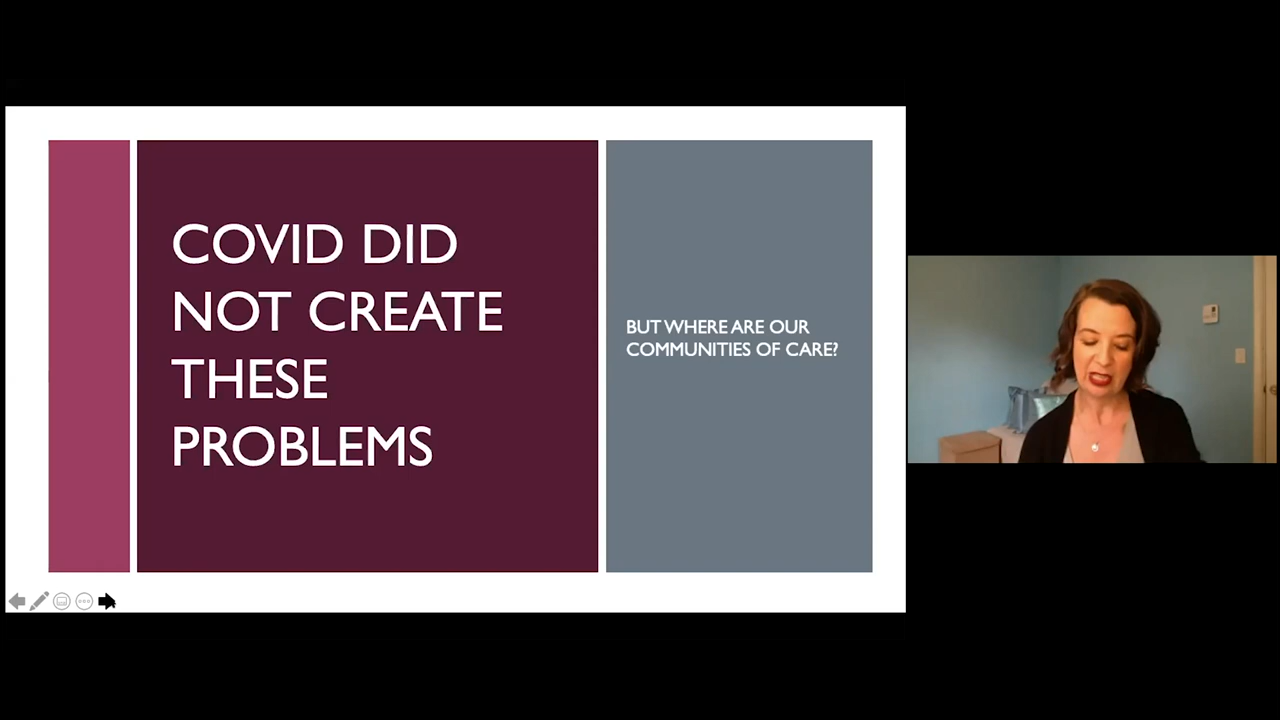 COVID DID
NOT CREATE
THESE
PROBLEMS
BUT WHERE ARE OUR
COMMUNITIES OF CARE?